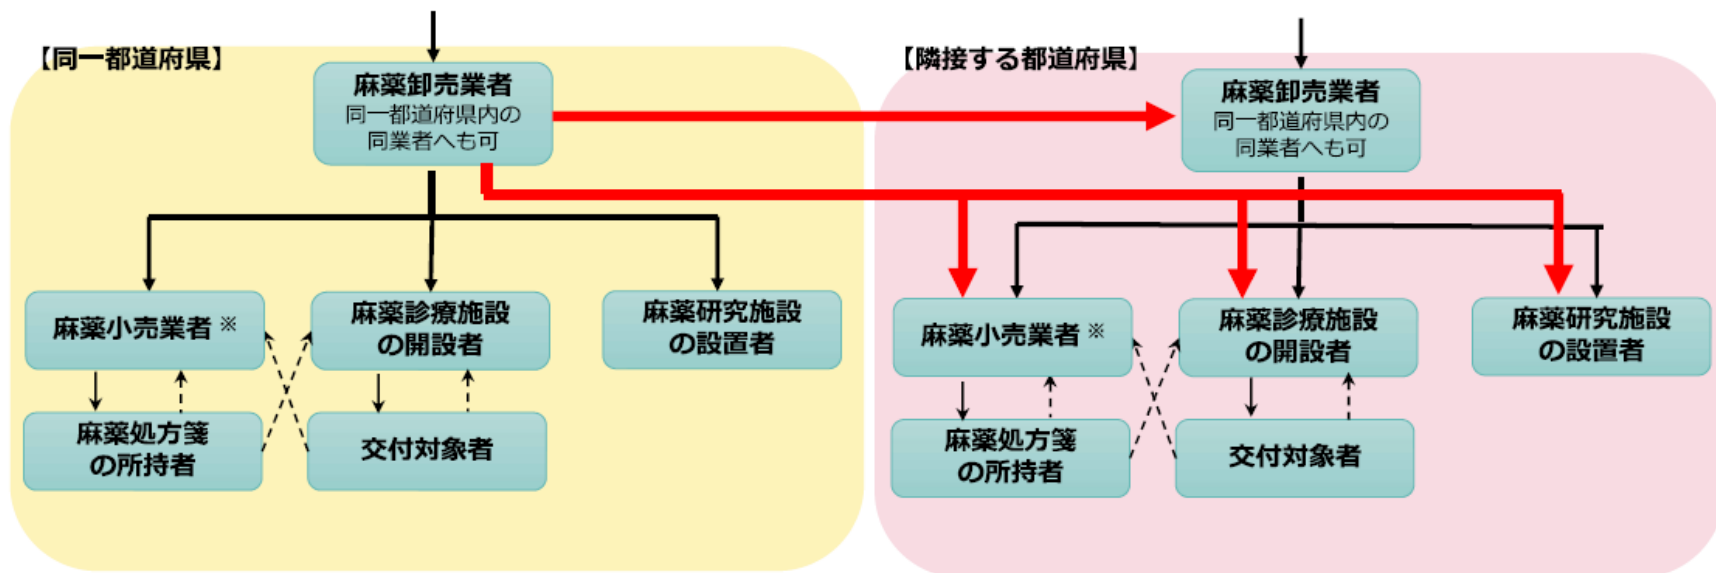 【同一都道府県】
麻薬卸売業者
同一都道府県内の
同業者へも可
麻薬小売業者 ※
麻薬診療施設
の開設者
麻薬研究施設
の設置者
麻薬処方箋
の所持者
交付対象者
【隣接する都道府県】
麻薬卸売業者
同一都道府県内の
同業者へも可
麻薬小売業者 ※
麻薬診療施設
の開設者
麻薬研究施設
の設置者
麻薬処方箋
の所持者
交付対象者